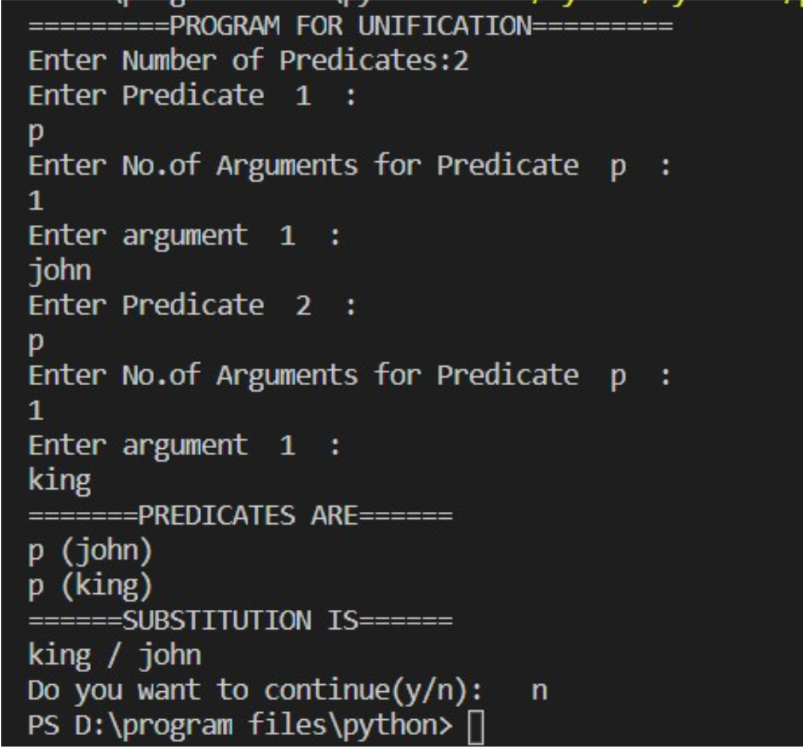 =========PROGRAM FOR UNIFICATION=========
Enter Number of Predicates:2
Enter Predicate  1  :
p
Enter No.of Arguments for Predicate  p  :
1
Enter argument  1  :
john
Enter Predicate  2  :
p
Enter No.of Arguments for Predicate  p  :
1
Enter argument  1  :
king
=======PREDICATES ARE======
p (john)
p (king)
======SUBSTITUTION IS======
king / john
Do you want to continue(y/n):   n
PS D:\program files\python>